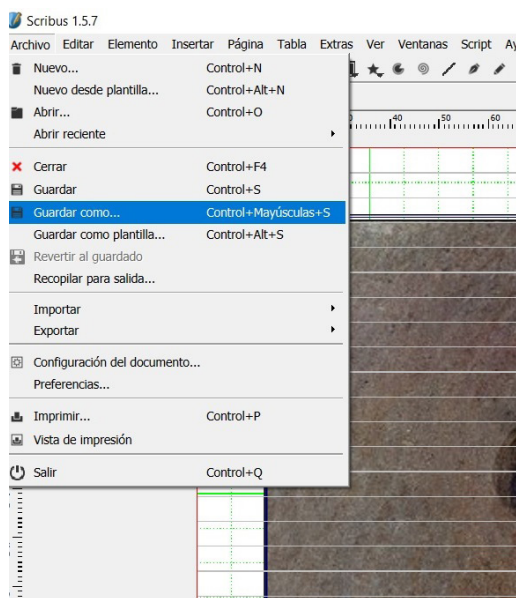 Scribus 1.5.7
Archivo Editar Elemento Insertar Página Tabla Extras Ver Ventanas Script
Nuevo... Control+N
Nuevo desde plantilla... Control+Alt+N
Abrir... Control+O
Abrir reciente
Cerrar Control+F4
Guardar Control+S
Guardar como... Control+Mayúsculas+S
Guardar como plantilla... Control+Alt+S
Revertir al guardado
Recopilar para salida...
Importar
Exportar
Configuración del documento...
Preferencias...
Imprimir... Control+P
Vista de impresión
Salir Control+Q
40 50 60